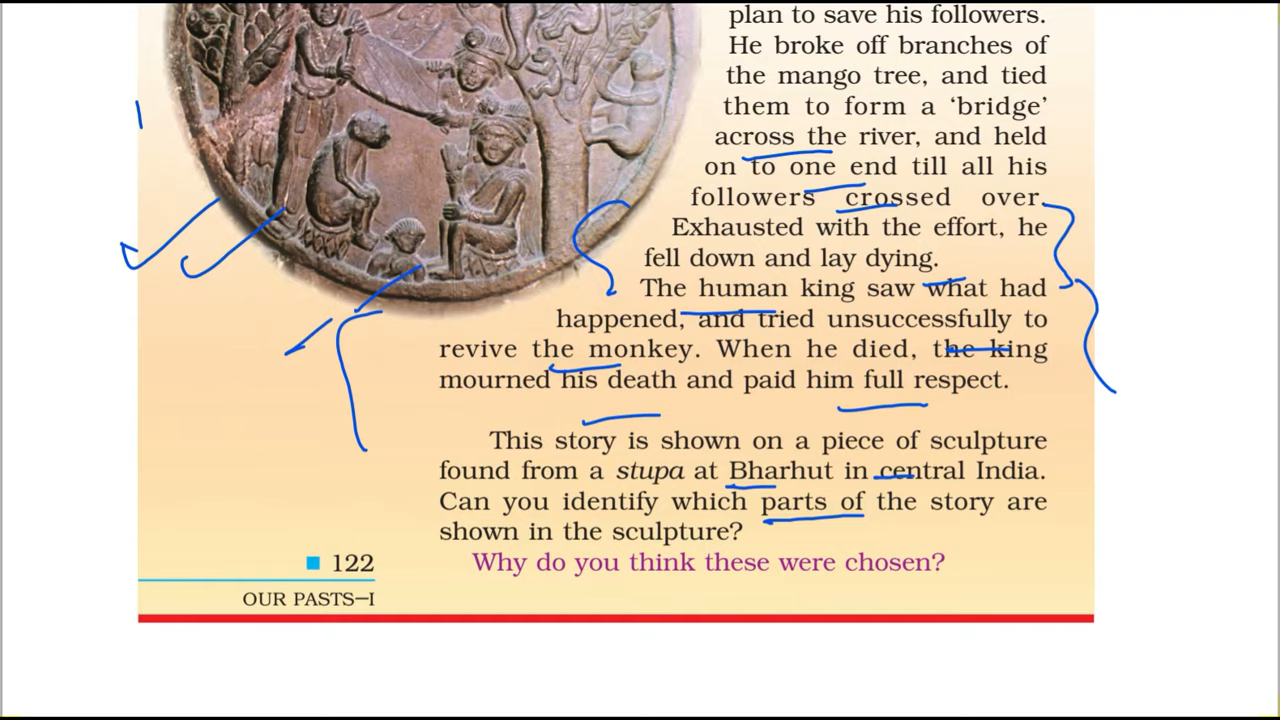 plan to save his followers.
He broke off branches of
the mango tree, and tied
them to form a ‘bridge’
across the river, and held
on to one end till all his
followers crossed over.
Exhausted with the effort, he
fell down and lay dying.
The human king saw what had
happened, and tried unsuccessfully to
revive the monkey. When he died, the king
mourned his death and paid him full respect.
This story is shown on a piece of sculpture
found from a stupa at Bharhut in central India.
Can you identify which parts of the story are
shown in the sculpture?
Why do you think these were chosen?
122
OUR PASTS–I